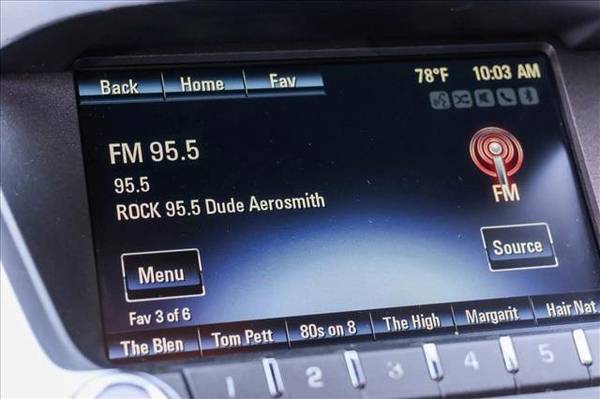 Back Home Fav 78°F 10:03 AM
FM 95.5
95.5
ROCK 95.5 Dude Aerosmith
FM
Menu Source
Fav 3 of 6
The Blen Tom Pett 80s on 8 The High Margarit Hair Nat
1 2 3 4 5